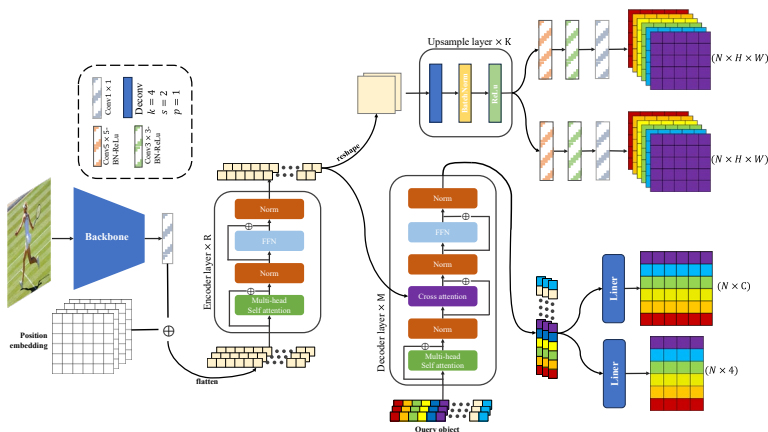 Conv1 × 1
Deconv
k = 4
s = 2
p = 1
Conv5 × 5-
BN-ReLu
Conv3 × 3-
BN-ReLu
Backbone
Position
embedding
flatten
Encoder layer × R
Norm
FFN
Norm
Multi-head
Self attention
reshape
Upsample layer × K
BatchNorm
ReLu
(N × H × W)
(N × H × W)
Decoder layer × M
Norm
FFN
Norm
Cross attention
Norm
Multi-head
Self attention
Query object
Liner
(N × C)
Liner
(N × 4)